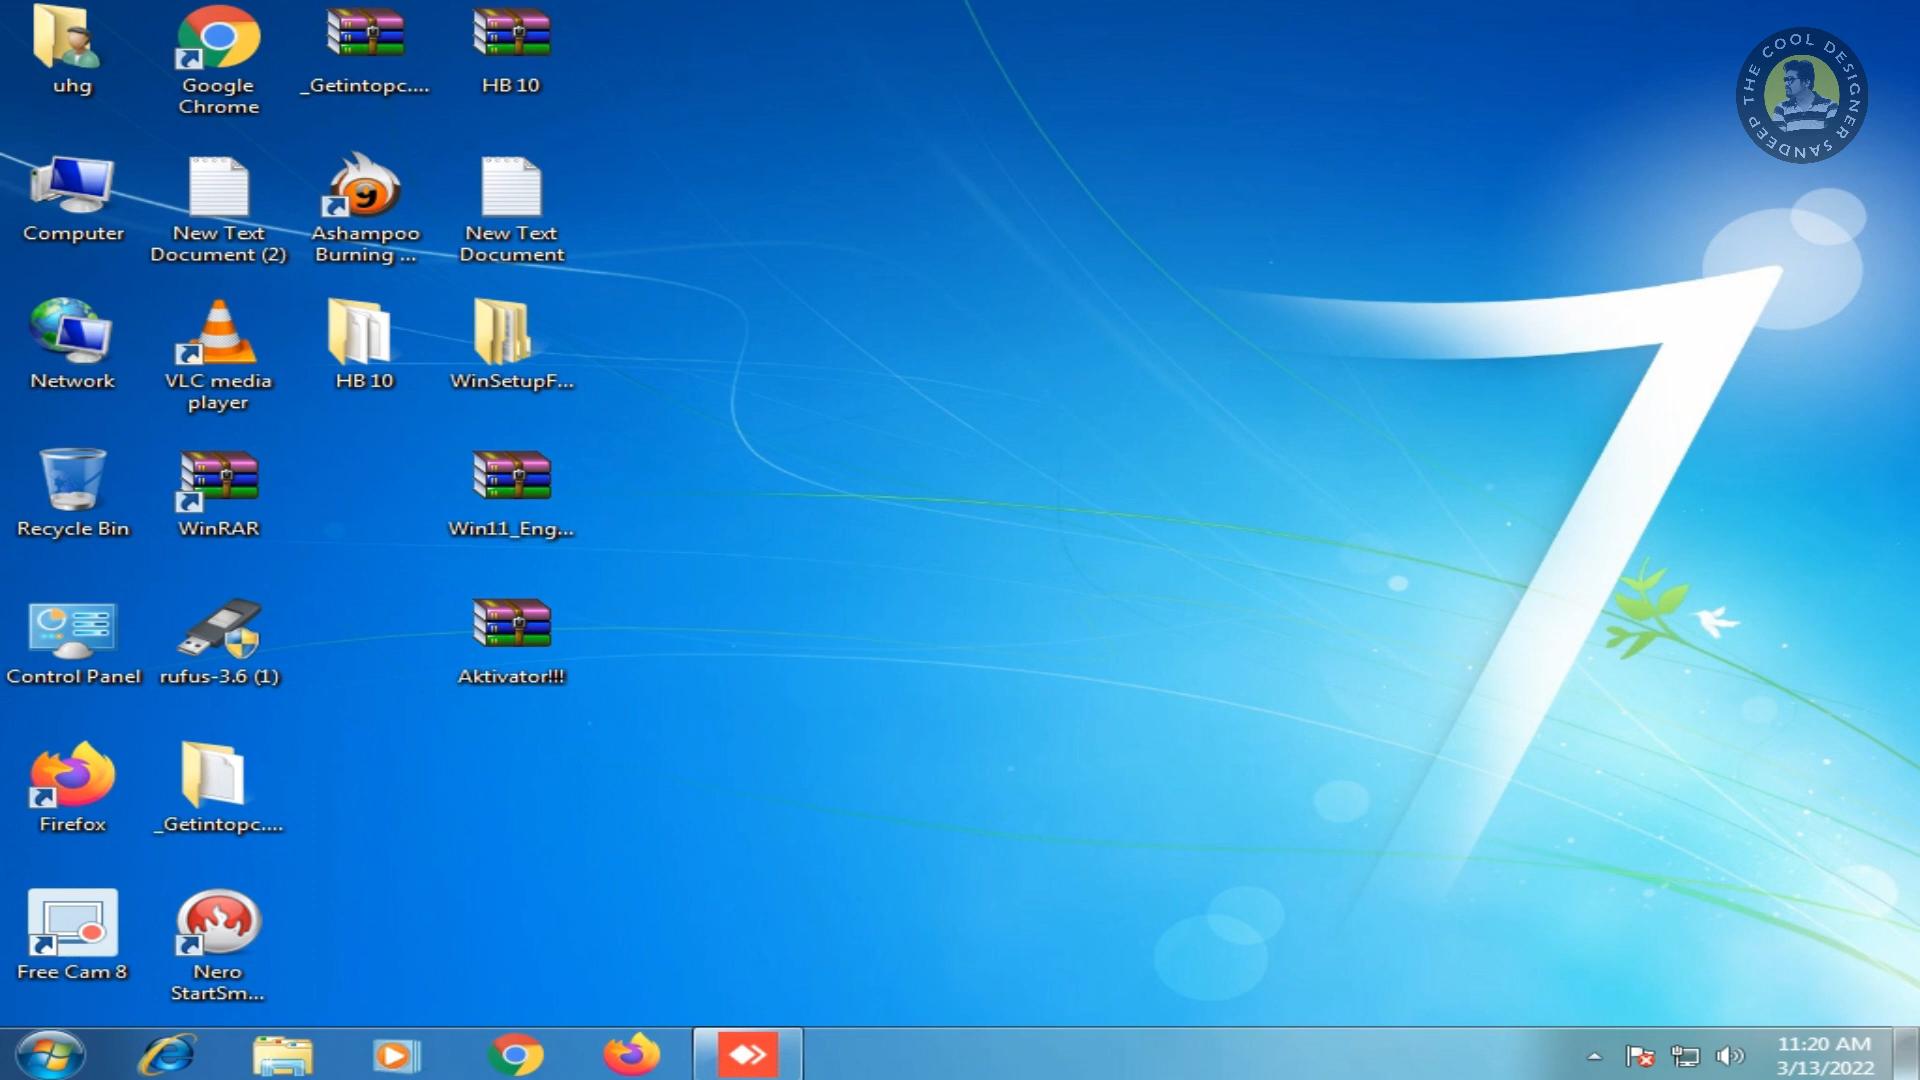 uhg
Google
Chrome
_Getintopc....
HB 10
Computer
New Text
Document (2)
Ashampoo
Burning ...
New Text
Document
Network
VLC media
player
HB 10
WinSetupF...
Recycle Bin
WinRAR
Win11_Eng...
Control Panel
rufus-3.6 (1)
Aktivator!!!
Firefox
_Getintopc....
Free Cam 8
Nero
StartSm...
THE COOL DESIGNER SANDEEP
9
7
11:20 AM
3/13/2022